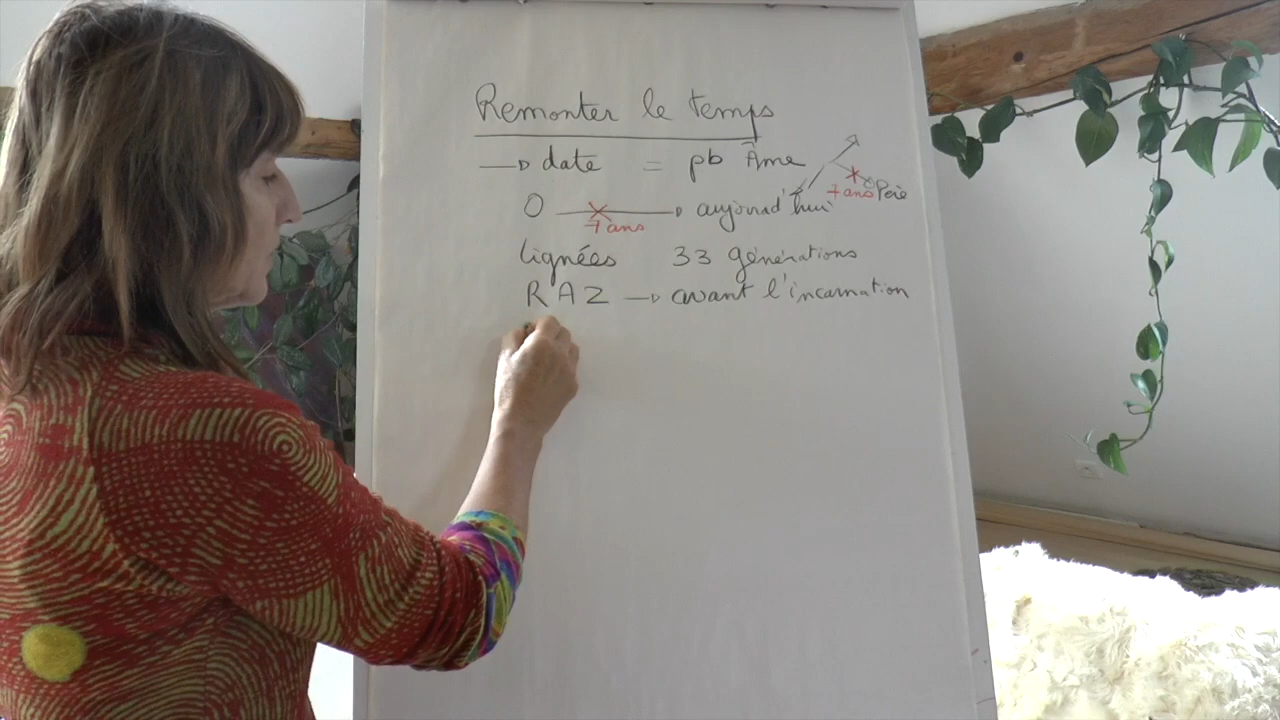 Remonter le temps
→ date = pb Âme
7 ans Père
0 → aujourd'hui
7 ans
lignées 33 générations
RAZ → avant l'incarnation